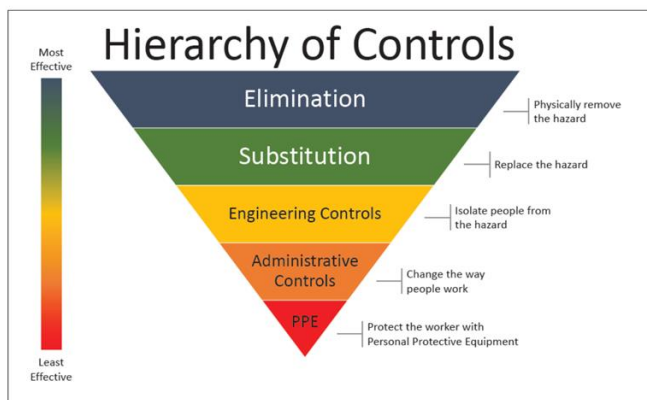 Hierarchy of Controls
Most
Effective
Elimination
Physically remove
the hazard
Substitution
Replace the hazard
Engineering Controls
Isolate people from
the hazard
Administrative
Controls
Change the way
people work
PPE
Protect the worker with
Personal Protective Equipment
Least
Effective